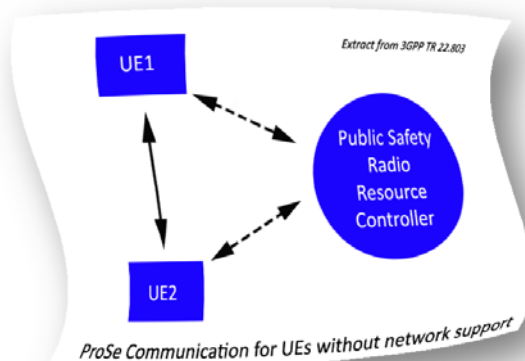 Extract from 3GPP TR 22.803
UE1
Public Safety
Radio
Resource
Controller
UE2
ProSe Communication for UEs without network support